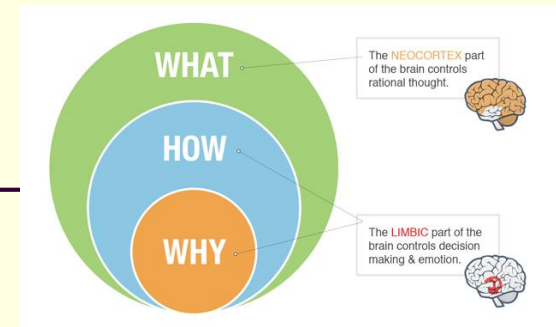 WHAT
The NEOCORTEX part
of the brain controls
rational thought.
HOW
WHY
The LIMBIC part of the
brain controls decision
making & emotion.